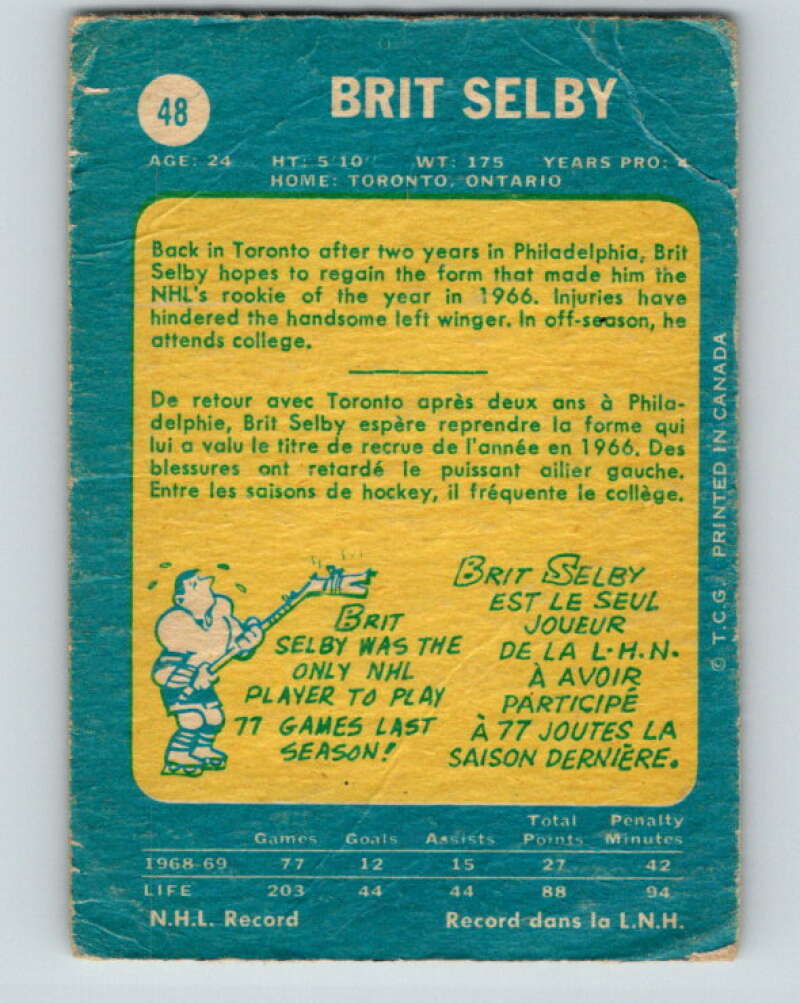 48
BRIT SELBY
AGE: 24 HT: 5'10" WT: 175 YEARS PRO: 4
HOME: TORONTO, ONTARIO
Back in Toronto after two years in Philadelphia, Brit
Selby hopes to regain the form that made him the
NHL's rookie of the year in 1966. Injuries have
hindered the handsome left winger. In off-season, he
attends college.
De retour avec Toronto après deux ans à Phila-
delphie, Brit Selby espère reprendre la forme qui
lui a valu le titre de recrue de l'année en 1966. Des
blessures ont retardé le puissant ailier gauche.
Entre les saisons de hockey, il fréquente le collège.
BRIT
SELBY WAS THE
ONLY NHL
PLAYER TO PLAY
77 GAMES LAST
SEASON!
BRIT SELBY
EST LE SEUL
JOUEUR
DE LA L.H.N.
À AVOIR
PARTICIPÉ
À 77 JOUTES LA
SAISON DERNIÈRE.
© T.C.G. PRINTED IN CANADA
Games Goals Assists Total Points Penalty Minutes
1968-69 77 12 15 27 42
LIFE 203 44 44 88 94
N.H.L. Record Record dans la L.N.H.